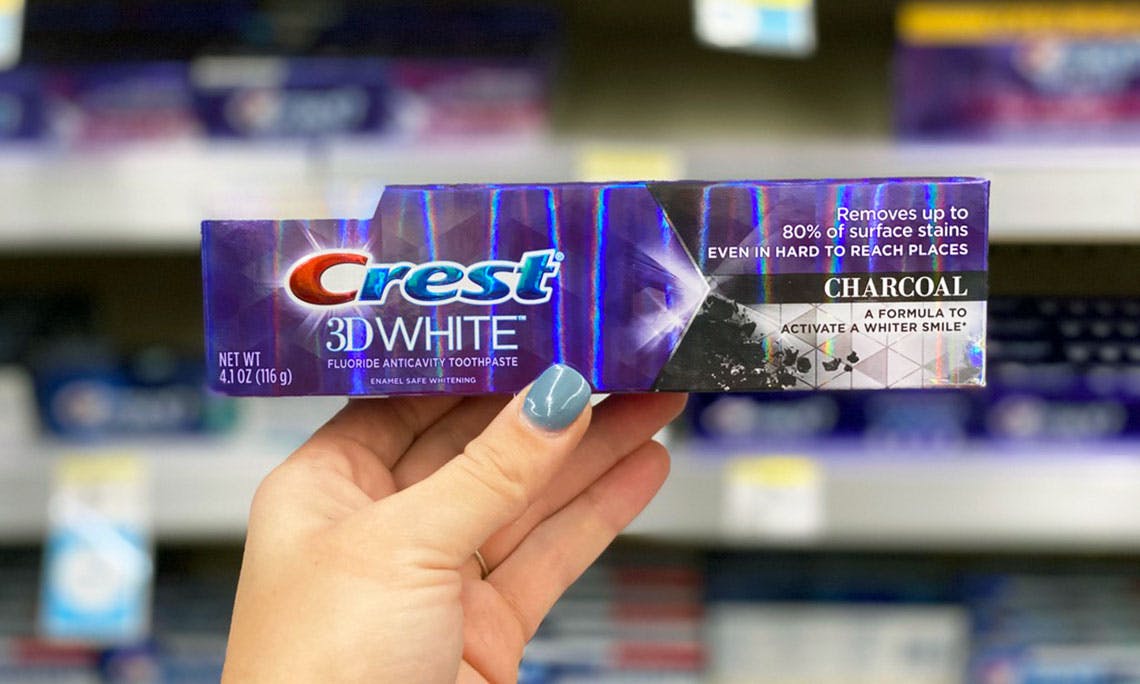 Crest®
3D WHITE™
FLUORIDE ANTICAVITY TOOTHPASTE
ENAMEL SAFE WHITENING
NET WT
4.1 OZ (116 g)
Removes up to
80% of surface stains
EVEN IN HARD TO REACH PLACES
CHARCOAL
A FORMULA TO
ACTIVATE A WHITER SMILE*